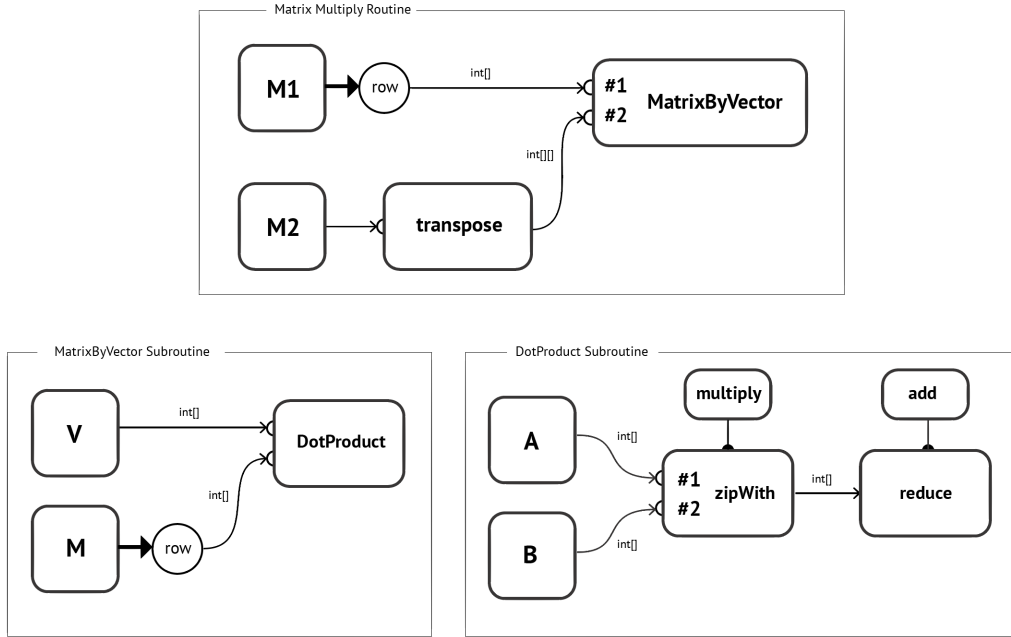 Matrix Multiply Routine
M1
row
int[]
#1
#2
MatrixByVector
int[][]
M2
transpose
MatrixByVector Subroutine
V
int[]
DotProduct
int[]
M
row
DotProduct Subroutine
multiply
add
A
int[]
#1
#2
zipWith
int[]
reduce
B
int[]